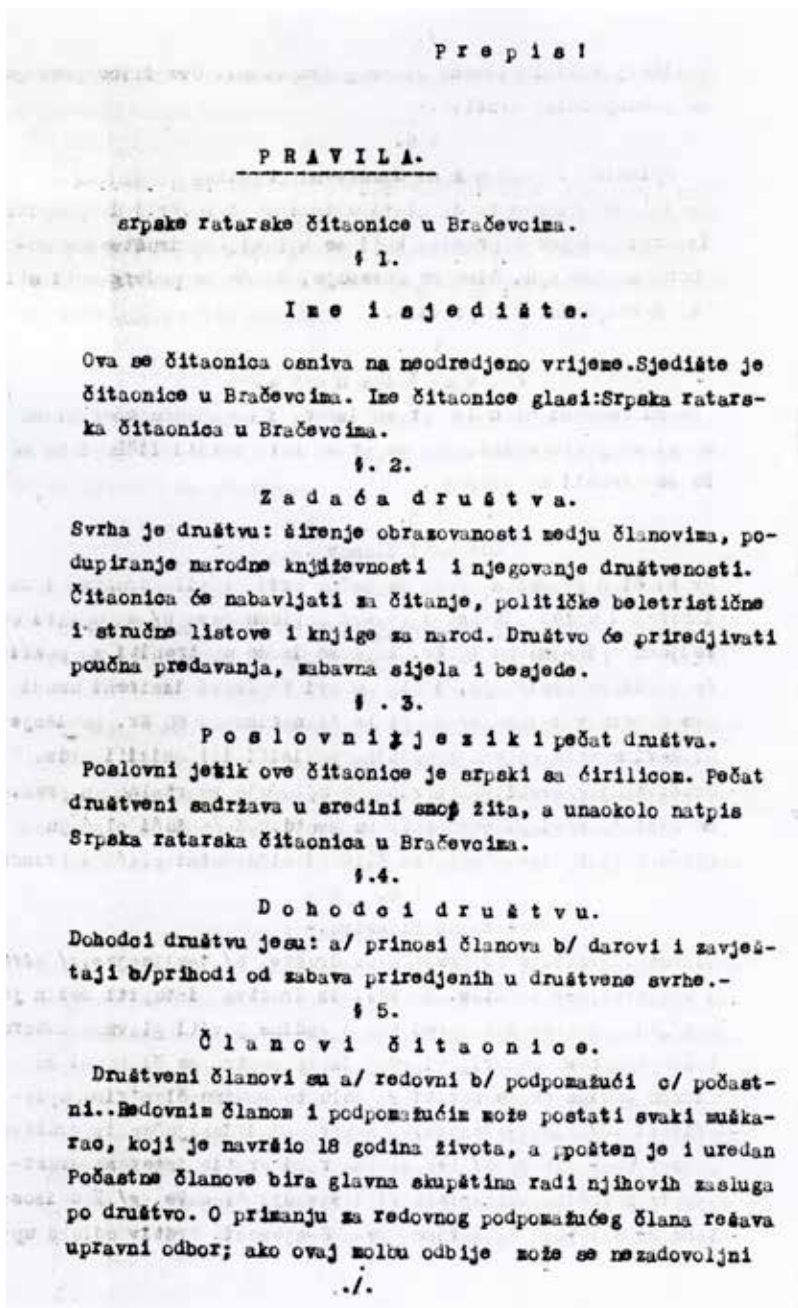 Prepis!
PRAVILA.
srpske ratarske čitaonice u Bračevcima.
§ 1.
Ime i sjedište.
Ova se čitaonica osniva na neodredjeno vrijeme.Sjedište je
čitaonice u Bračevcima. Ime čitaonice glasi:Srpska ratars-
ka čitaonica u Bračevcima.
§. 2.
Zadaća društva.
Svrha je društvu: širenje obrazovanosti medju članovima, po-
dupiranje narodne književnosti i njegovanje društvenosti.
Čitaonica će nabavljati za čitanje, političke beletristične
i stručne listove i knjige za narod. Društvo će priredjivati
poučna predavanja, zabavna sijela i besjede.
§ . 3.
Poslovni jezik i pečat društva.
Poslovni jezik ove čitaonice je srpski sa ćirilicom. Pečat
društveni sadržava u sredini snop žita, a unaokolo natpis
Srpska ratarska čitaonica u Bračevcima.
§.4.
Dohodci društvu.
Dohodci društvu jesu: a/ prinosi članova b/ darovi i zavješ-
taji b/prihodi od zabava priredjenih u društvene svrhe.-
§ 5.
Članovi čitaonice.
Društveni članovi su a/ redovni b/ podpomažući c/ počast-
ni..Redovnim članom i podpomažućim može postati svaki muška-
rac, koji je navršio 18 godina života, a ppošten je i uredan
Počastne članove bira glavna skupština radi njihovih zasluga
po društvo. O primanju za redovnog podpomažućeg člana rešava
upravni odbor; ako ovaj molbu odbije može se nezadovoljni
./.